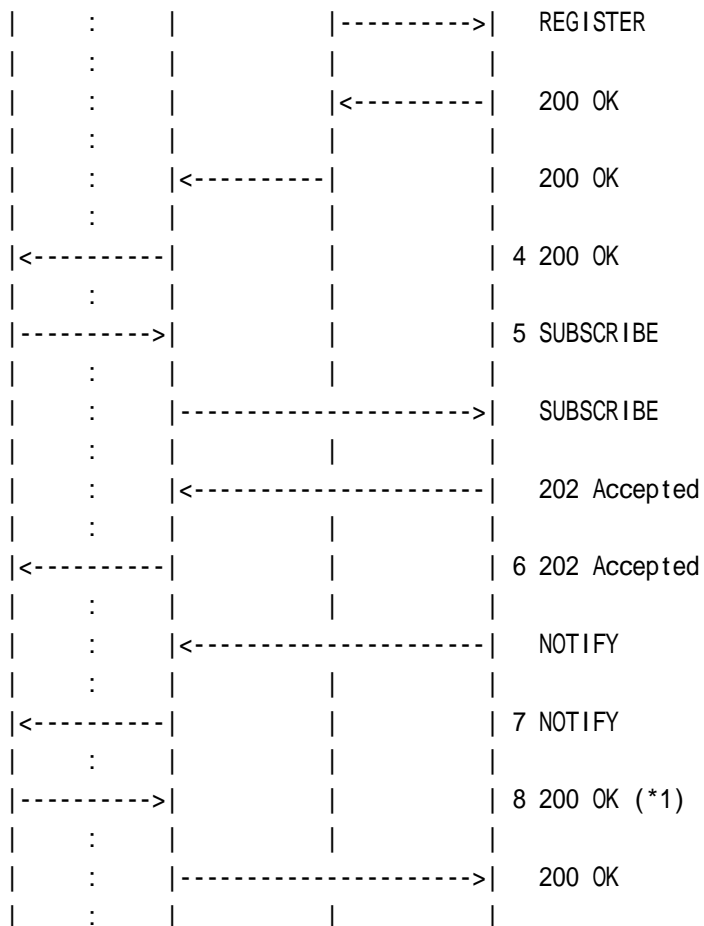 |     :    |          |---------->|   REGISTER
|     :    |          |          |
|     :    |          |<----------|   200 OK
|     :    |          |          |
|     :    |<----------|          |   200 OK
|     :    |          |          |
|<----------|          |          | 4 200 OK
|     :    |          |          |
|---------->|          |          | 5 SUBSCRIBE
|     :    |          |          |
|     :    |--------------------->|   SUBSCRIBE
|     :    |          |          |
|     :    |<---------------------|   202 Accepted
|     :    |          |          |
|<----------|          |          | 6 202 Accepted
|     :    |          |          |
|     :    |<---------------------|   NOTIFY
|     :    |          |          |
|<----------|          |          | 7 NOTIFY
|     :    |          |          |
|---------->|          |          | 8 200 OK (*1)
|     :    |          |          |
|     :    |--------------------->|   200 OK
|     :    |          |          |